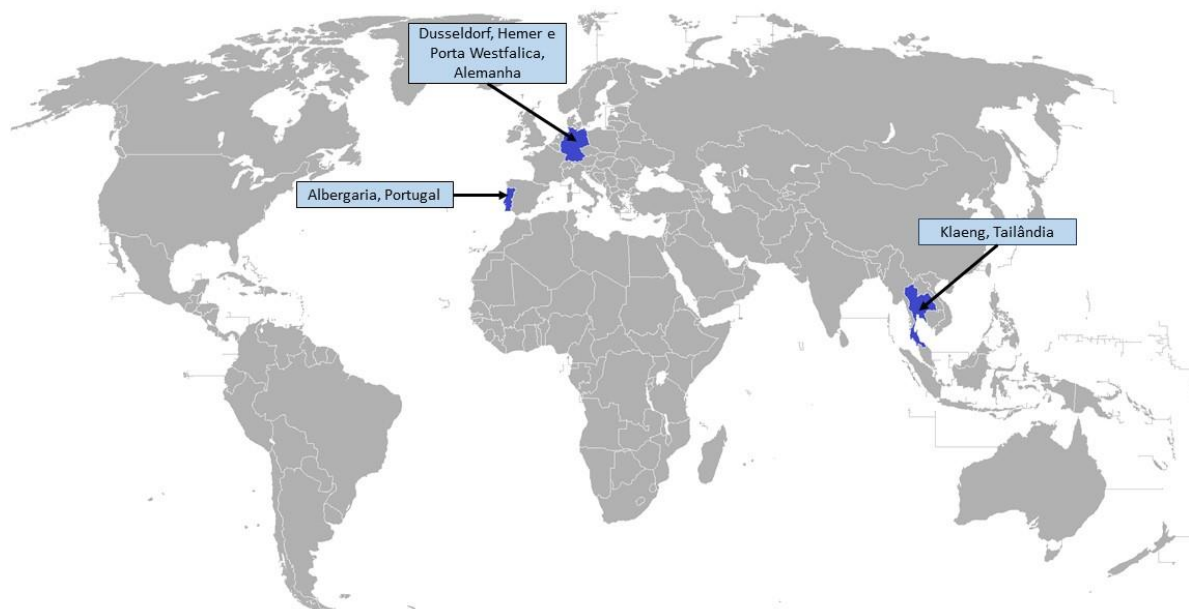 Dusseldorf, Hemer e
Porta Westfalica,
Alemanha
Albergaria, Portugal
Klaeng, Tailândia